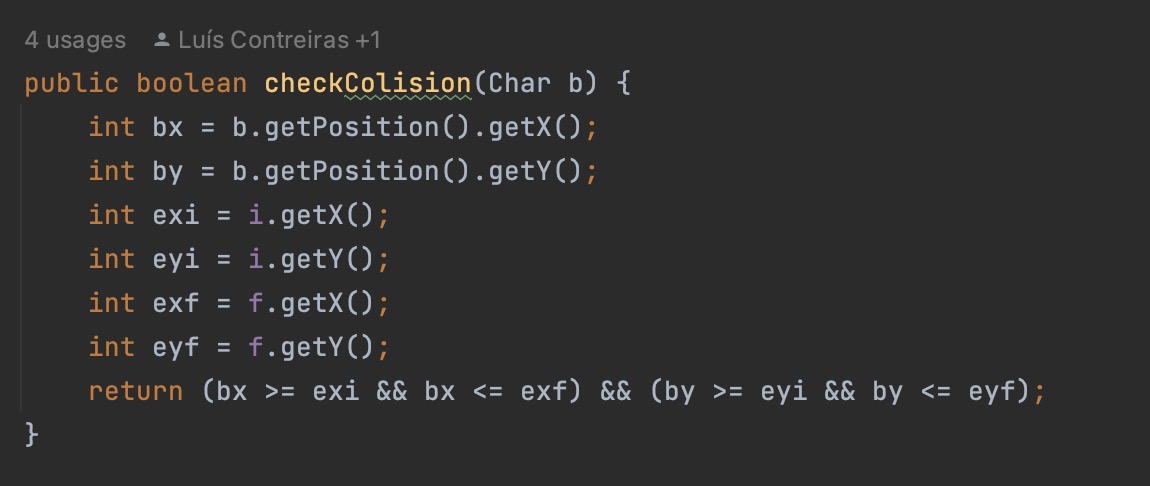 4 usages Luís Contreiras +1
public boolean checkColision(Char b) {
    int bx = b.getPosition().getX();
    int by = b.getPosition().getY();
    int exi = i.getX();
    int eyi = i.getY();
    int exf = f.getX();
    int eyf = f.getY();
    return (bx >= exi && bx <= exf) && (by >= eyi && by <= eyf);
}